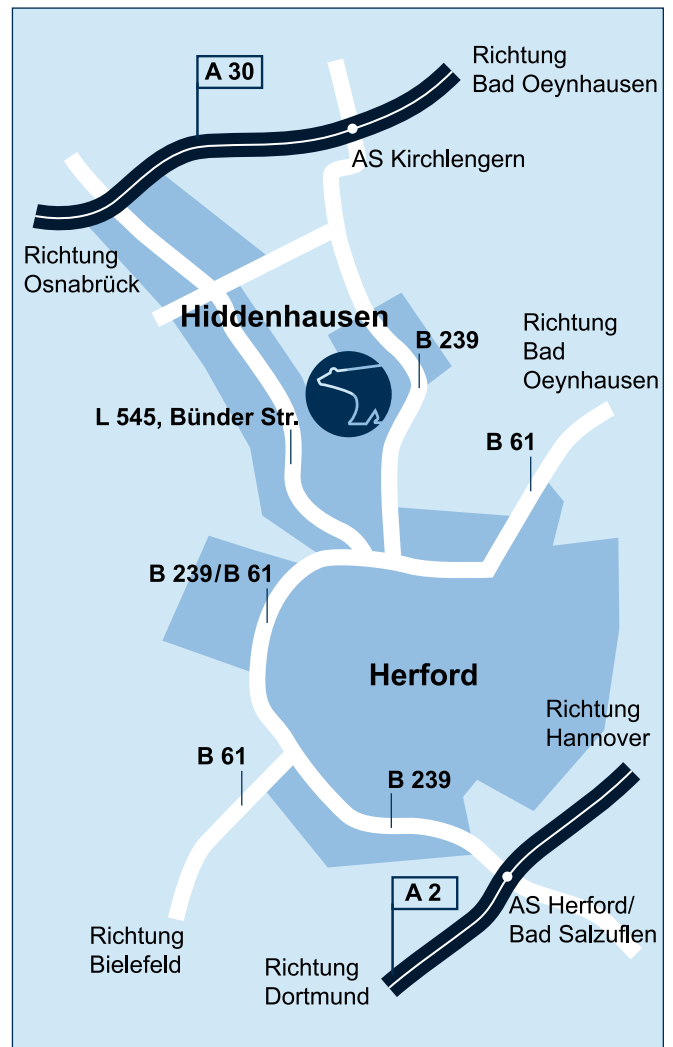 A 30
Richtung
Bad Oeynhausen
AS Kirchlengern
Richtung
Osnabrück
Hiddenhausen
Richtung
Bad
Oeynhausen
B 239
L 545, Bünder Str.
B 61
B 239/B 61
Herford
Richtung
Hannover
B 61
B 239
A 2
AS Herford/
Bad Salzuflen
Richtung
Bielefeld
Richtung
Dortmund